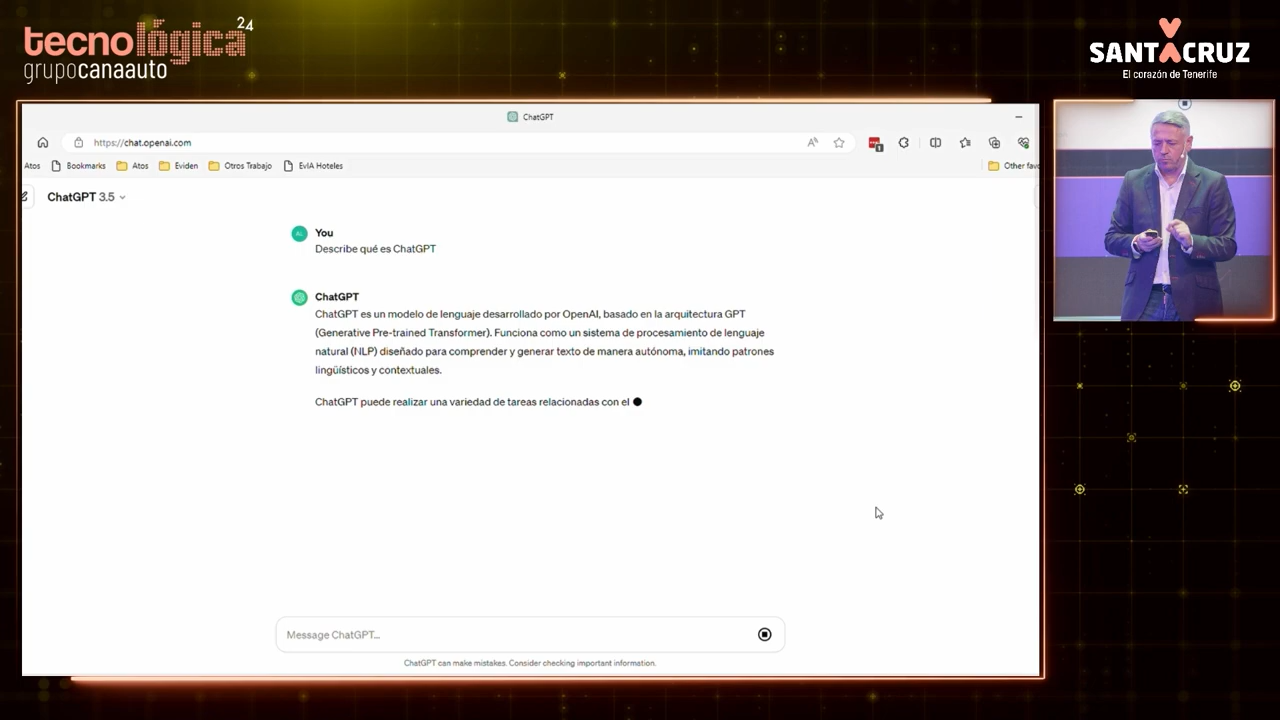 tecnológica24
grupocanaauto
SANTACRUZ
El corazón de Tenerife
ChatGPT
https://chat.openai.com
Atos
Bookmarks
Atos
Eviden
Otros Trabajo
EvIA Hoteles
Other favo
ChatGPT 3.5
You
Describe qué es ChatGPT
ChatGPT
ChatGPT es un modelo de lenguaje desarrollado por OpenAI, basado en la arquitectura GPT
(Generative Pre-trained Transformer). Funciona como un sistema de procesamiento de lenguaje
natural (NLP) diseñado para comprender y generar texto de manera autónoma, imitando patrones
lingüísticos y contextuales.
ChatGPT puede realizar una variedad de tareas relacionadas con el
Message ChatGPT...
ChatGPT can make mistakes. Consider checking important information.